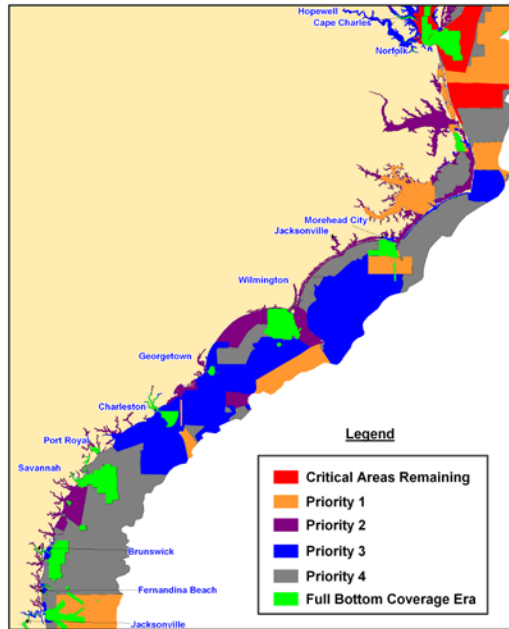 Hopewell
Cape Charles
Norfolk
Morehead City
Jacksonville
Wilmington
Georgetown
Charleston
Port Royal
Savannah
Brunswick
Fernandina Beach
Jacksonville
Legend
Critical Areas Remaining
Priority 1
Priority 2
Priority 3
Priority 4
Full Bottom Coverage Era